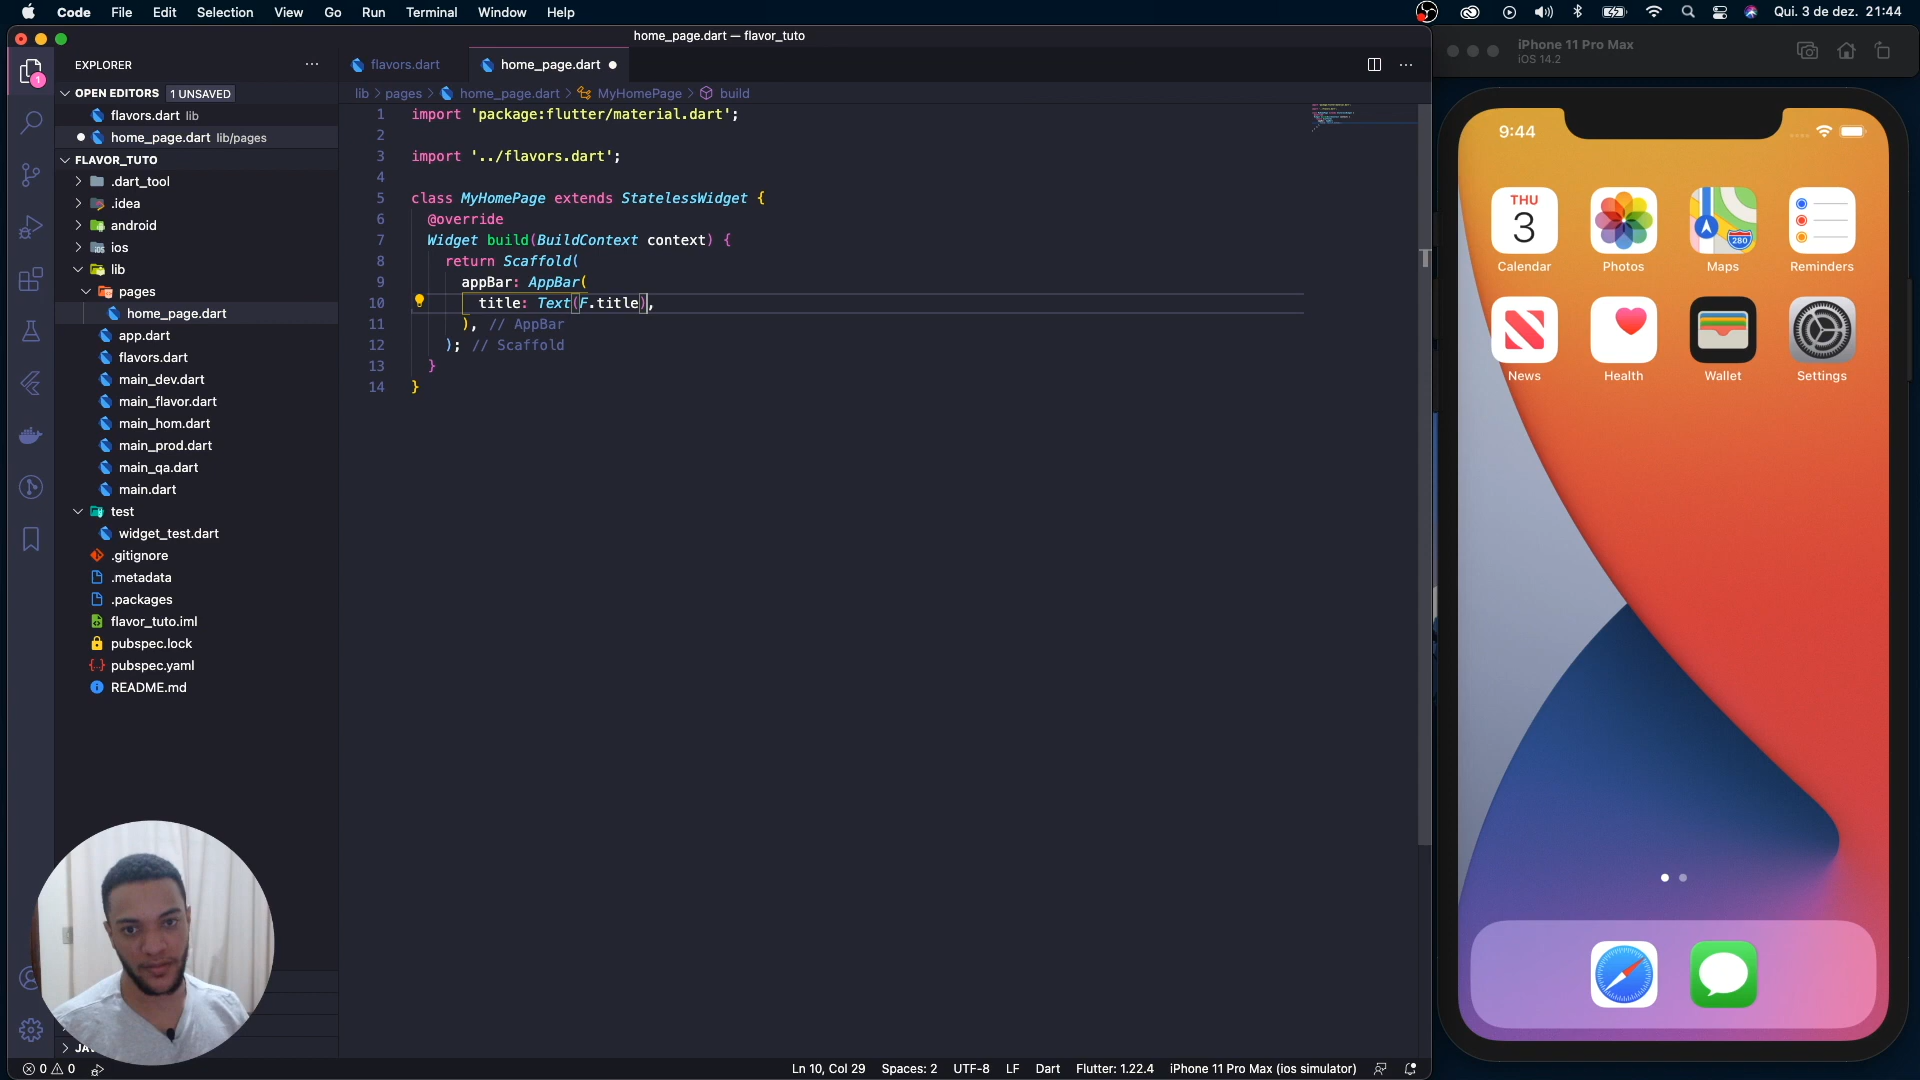 Code File Edit Selection View Go Run Terminal Window Help
Qui. 3 de dez. 21:44
home_page.dart — flavor_tuto
iPhone 11 Pro Max
iOS 14.2
EXPLORER
flavors.dart
home_page.dart
OPEN EDITORS 1 UNSAVED
flavors.dart lib
home_page.dart lib/pages
FLAVOR_TUTO
.dart_tool
.idea
android
ios
lib
pages
home_page.dart
app.dart
flavors.dart
main_dev.dart
main_flavor.dart
main_hom.dart
main_prod.dart
main_qa.dart
main.dart
test
widget_test.dart
.gitignore
.metadata
.packages
flavor_tuto.iml
pubspec.lock
pubspec.yaml
README.md
1
lib > pages > home_page.dart > MyHomePage > build
1 import 'package:flutter/material.dart';
2
3 import '../flavors.dart';
4
5 class MyHomePage extends StatelessWidget {
6 @override
7 Widget build(BuildContext context) {
8 return Scaffold(
9 appBar: AppBar(
10 title: Text(F.title),
11 ), // AppBar
12 ); // Scaffold
13 }
14 }
9:44
THU
3
280
Calendar Photos Maps Reminders
News Health Wallet Settings
0 0
Ln 10, Col 29 Spaces: 2 UTF-8 LF Dart Flutter: 1.22.4 iPhone 11 Pro Max (ios simulator)